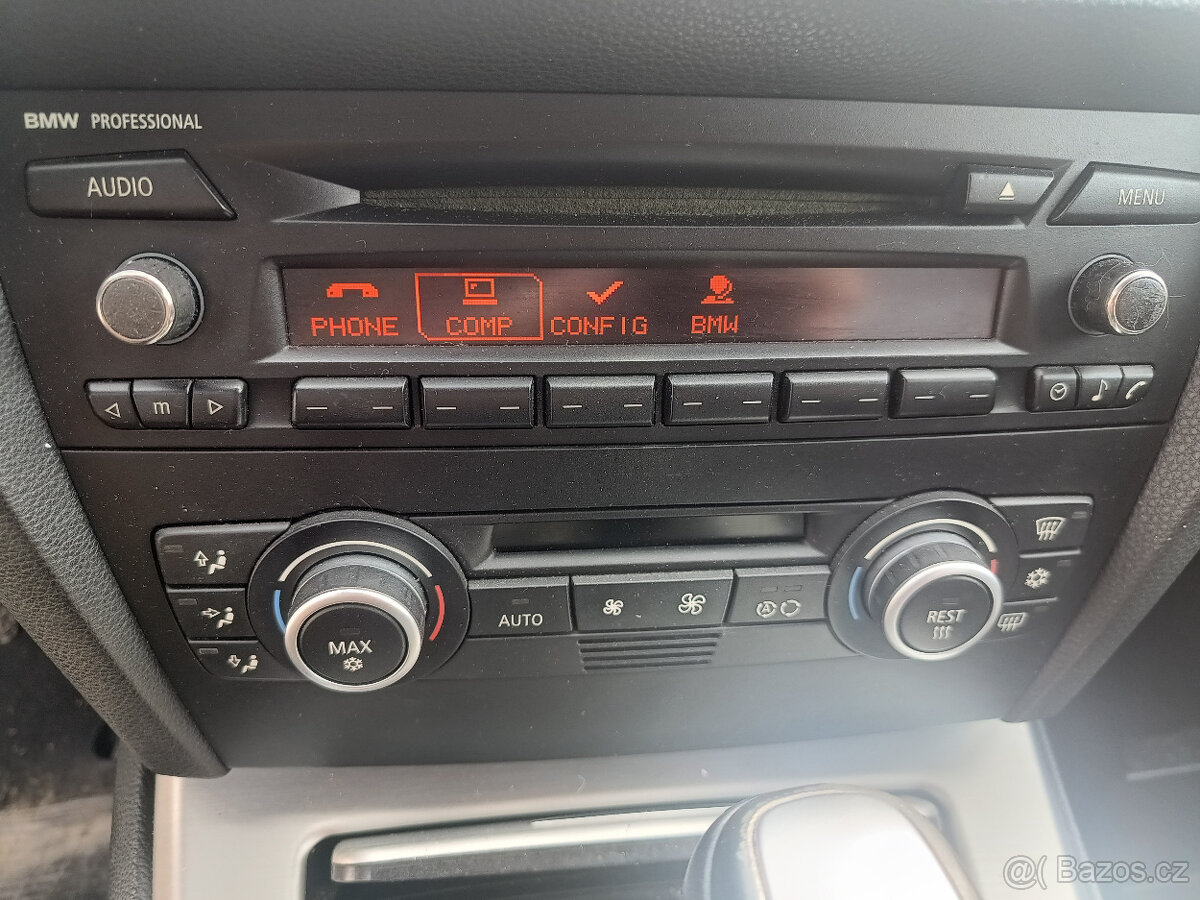 BMW PROFESSIONAL
AUDIO
MENU
PHONE COMP CONFIG BMW
m
AUTO
A
MAX
REST
@( Bazos.cz